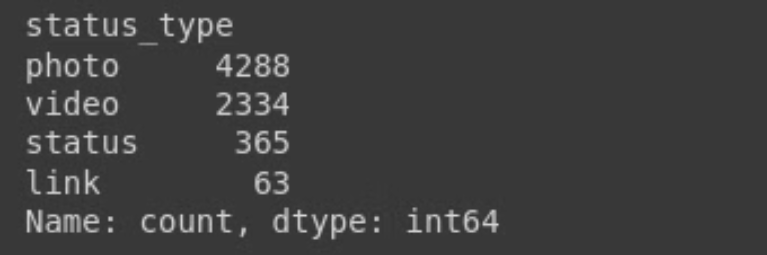 status_type
photo     4288
video     2334
status     365
link        63
Name: count, dtype: int64